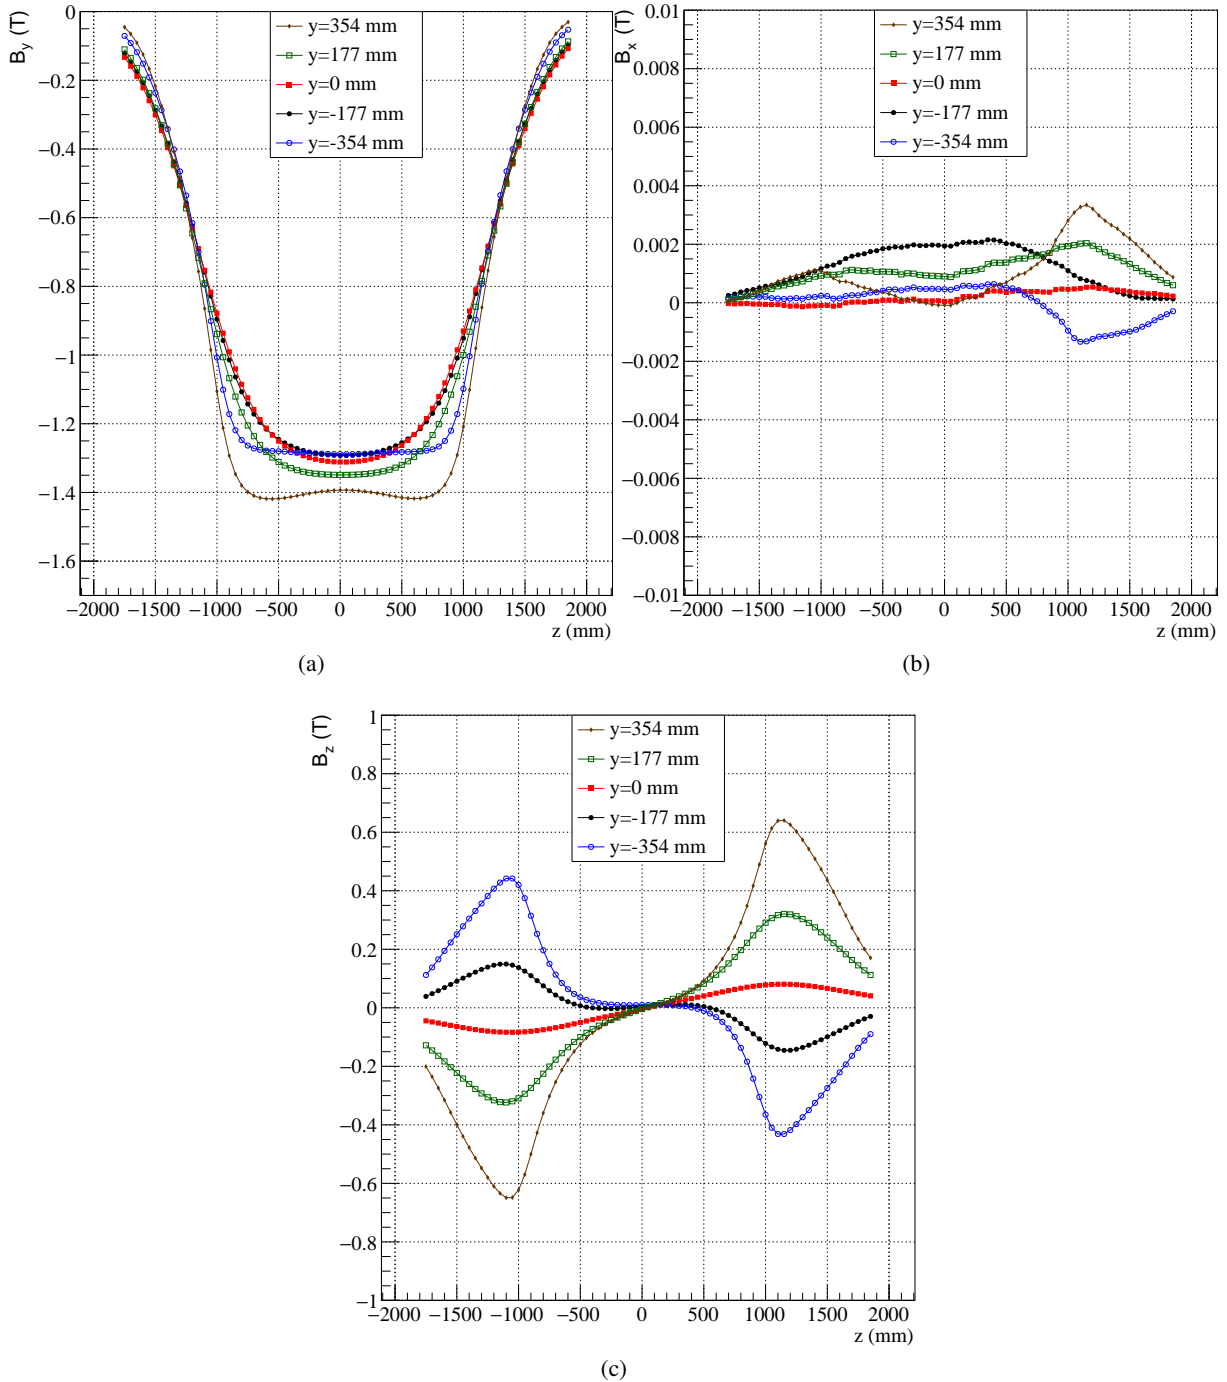 B_y (T)
0
−0.2
−0.4
−0.6
−0.8
−1
−1.2
−1.4
−1.6
y=354 mm
y=177 mm
y=0 mm
y=-177 mm
y=-354 mm
−2000 −1500 −1000 −500 0 500 1000 1500 2000
z (mm)
(a)
B_x (T)
0.01
0.008
0.006
0.004
0.002
0
−0.002
−0.004
−0.006
−0.008
−0.01
y=354 mm
y=177 mm
y=0 mm
y=-177 mm
y=-354 mm
−2000 −1500 −1000 −500 0 500 1000 1500 2000
z (mm)
(b)
B_z (T)
1
0.8
0.6
0.4
0.2
0
−0.2
−0.4
−0.6
−0.8
−1
y=354 mm
y=177 mm
y=0 mm
y=-177 mm
y=-354 mm
−2000 −1500 −1000 −500 0 500 1000 1500 2000
z (mm)
(c)